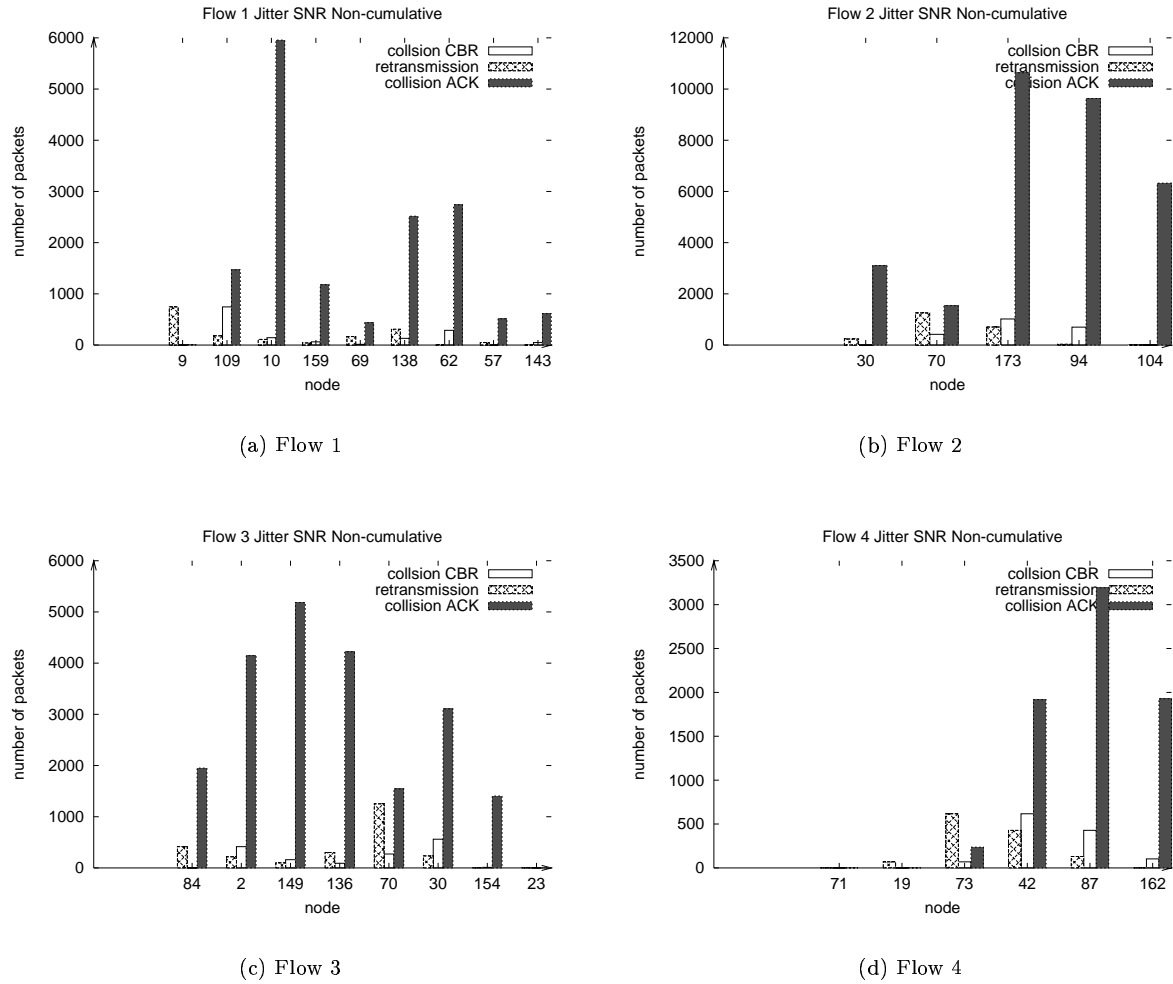 Flow 1 Jitter SNR Non-cumulative
6000
5000
4000
3000
2000
1000
0
number of packets
collsion CBR
retransmission
collision ACK
9 109 10 159 69 138 62 57 143
node
(a) Flow 1
Flow 2 Jitter SNR Non-cumulative
12000
10000
8000
6000
4000
2000
0
number of packets
collsion CBR
retransmission
collision ACK
30 70 173 94 104
node
(b) Flow 2
Flow 3 Jitter SNR Non-cumulative
6000
5000
4000
3000
2000
1000
0
number of packets
collsion CBR
retransmission
collision ACK
84 2 149 136 70 30 154 23
node
(c) Flow 3
Flow 4 Jitter SNR Non-cumulative
3500
3000
2500
2000
1500
1000
500
0
number of packets
collsion CBR
retransmission
collision ACK
71 19 73 42 87 162
node
(d) Flow 4